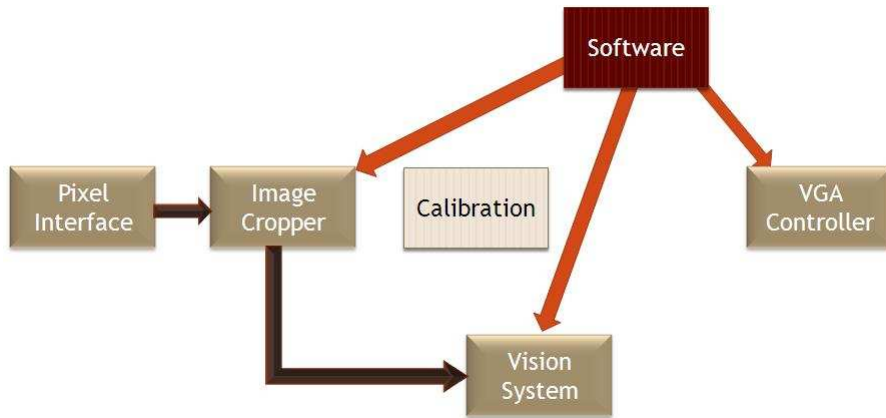 Software
Pixel
Interface
Image
Cropper
Calibration
VGA
Controller
Vision
System